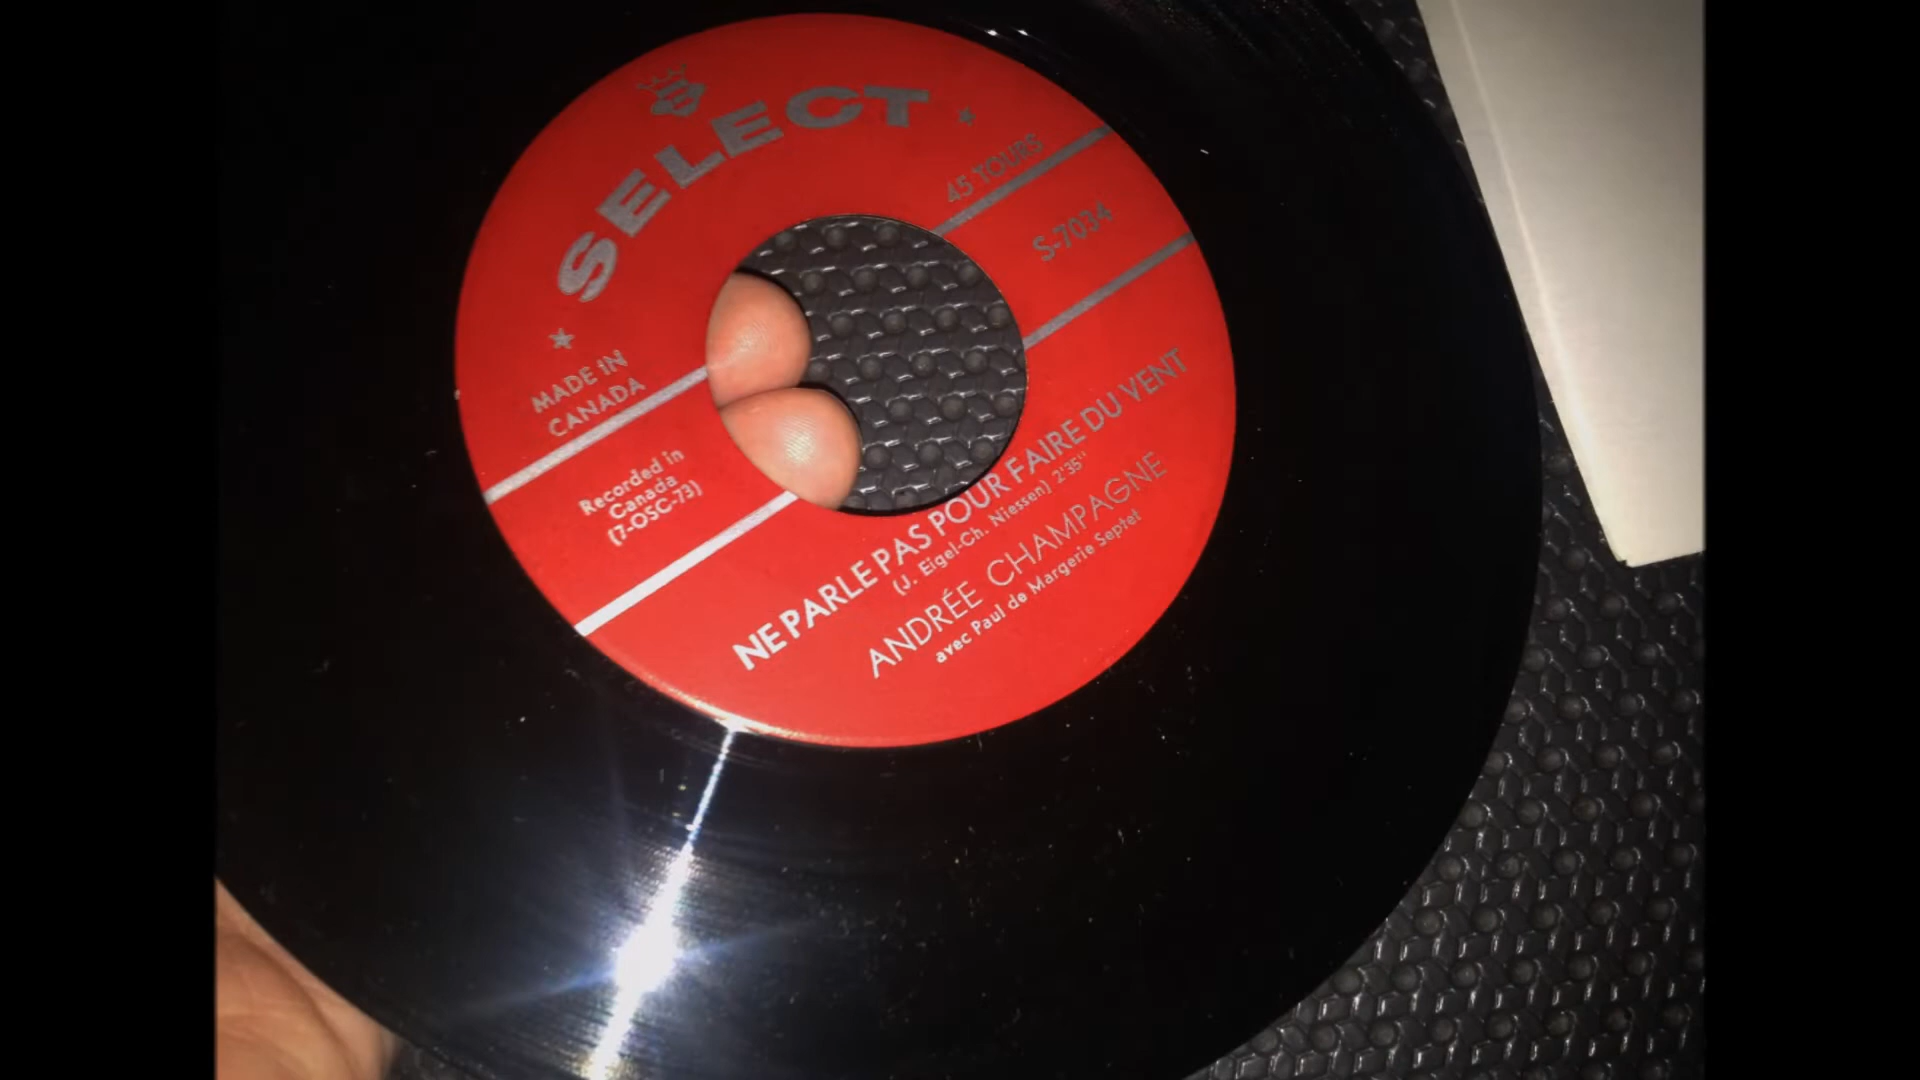 SELECT
45 TOURS
S-7034
MADE IN
CANADA
Recorded in
Canada
(7-OSC-73)
NE PARLE PAS POUR FAIRE DU VENT
(J. Eigel-Ch. Niessen) 2'35"
ANDRÉE CHAMPAGNE
avec Paul de Margerie Septet